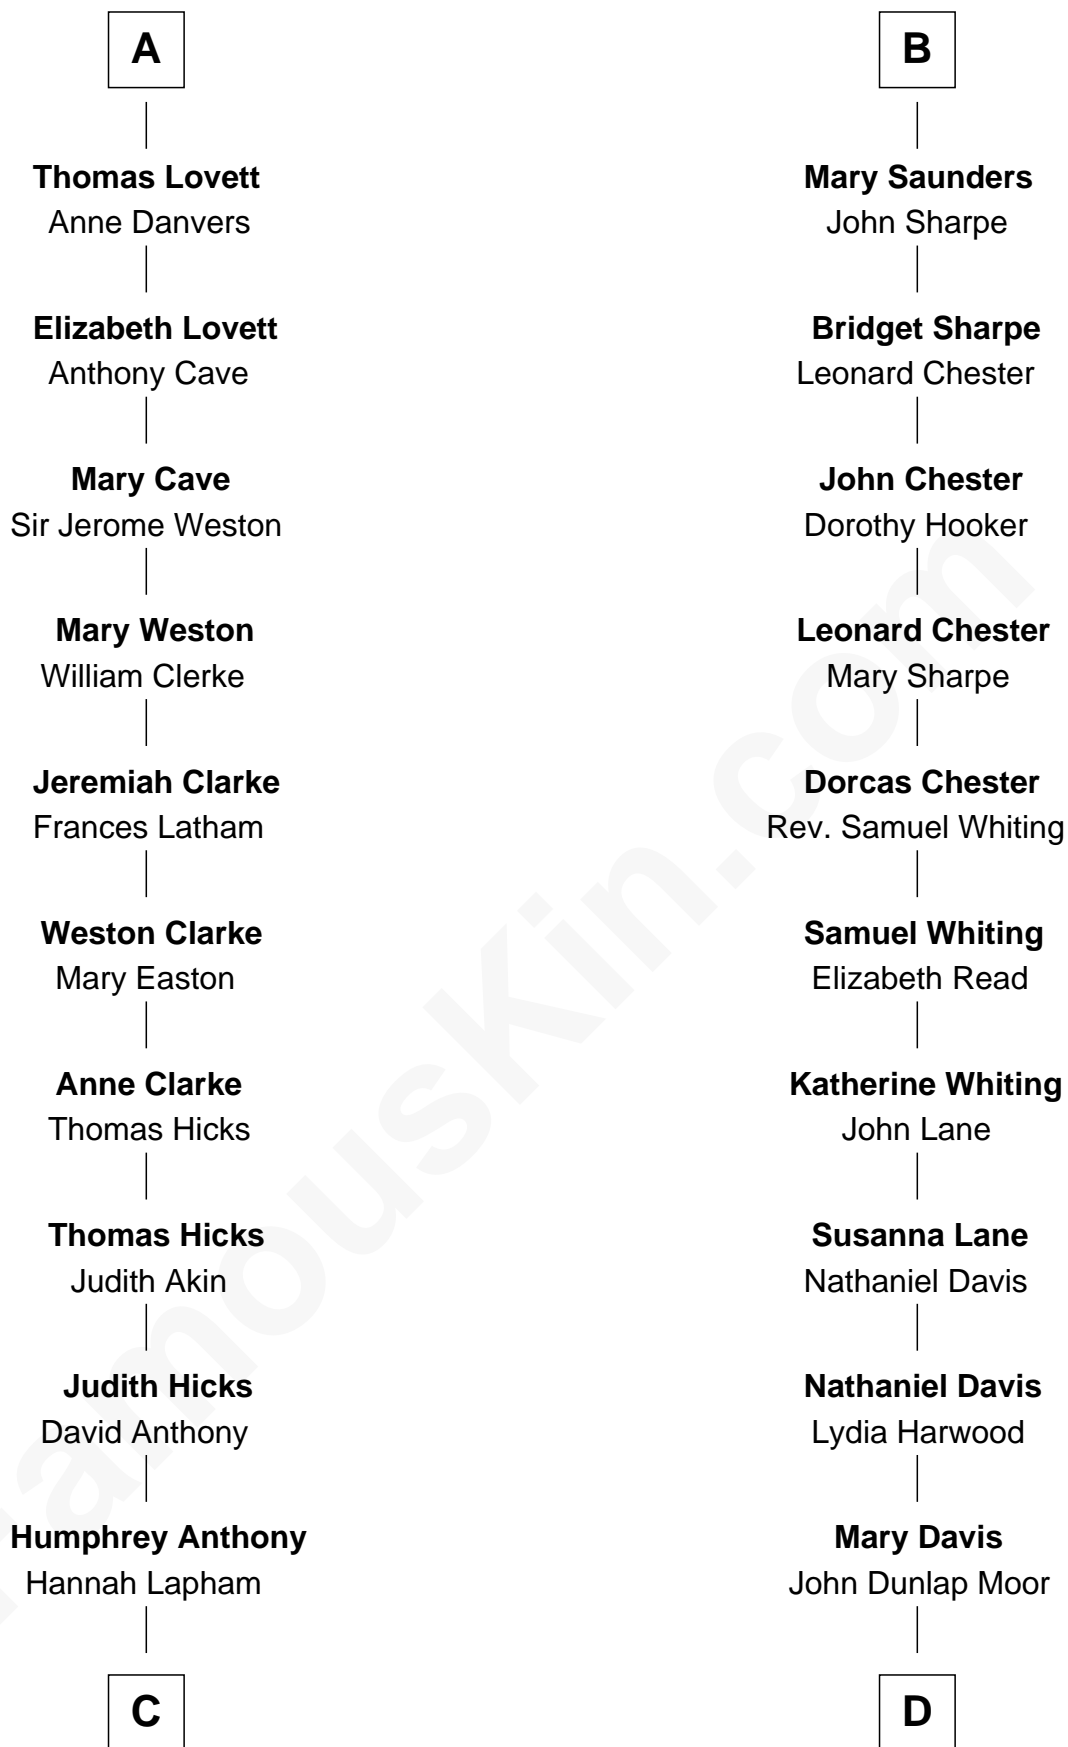 A
Thomas Lovett
Anne Danvers
Elizabeth Lovett
Anthony Cave
Mary Cave
Sir Jerome Weston
Mary Weston
William Clerke
Jeremiah Clarke
Frances Latham
Weston Clarke
Mary Easton
Anne Clarke
Thomas Hicks
Thomas Hicks
Judith Akin
Judith Hicks
David Anthony
Humphrey Anthony
Hannah Lapham
C
B
Mary Saunders
John Sharpe
Bridget Sharpe
Leonard Chester
John Chester
Dorothy Hooker
Leonard Chester
Mary Sharpe
Dorcas Chester
Rev. Samuel Whiting
Samuel Whiting
Elizabeth Read
Katherine Whiting
John Lane
Susanna Lane
Nathaniel Davis
Nathaniel Davis
Lydia Harwood
Mary Davis
John Dunlap Moor
D
FamousKin.com